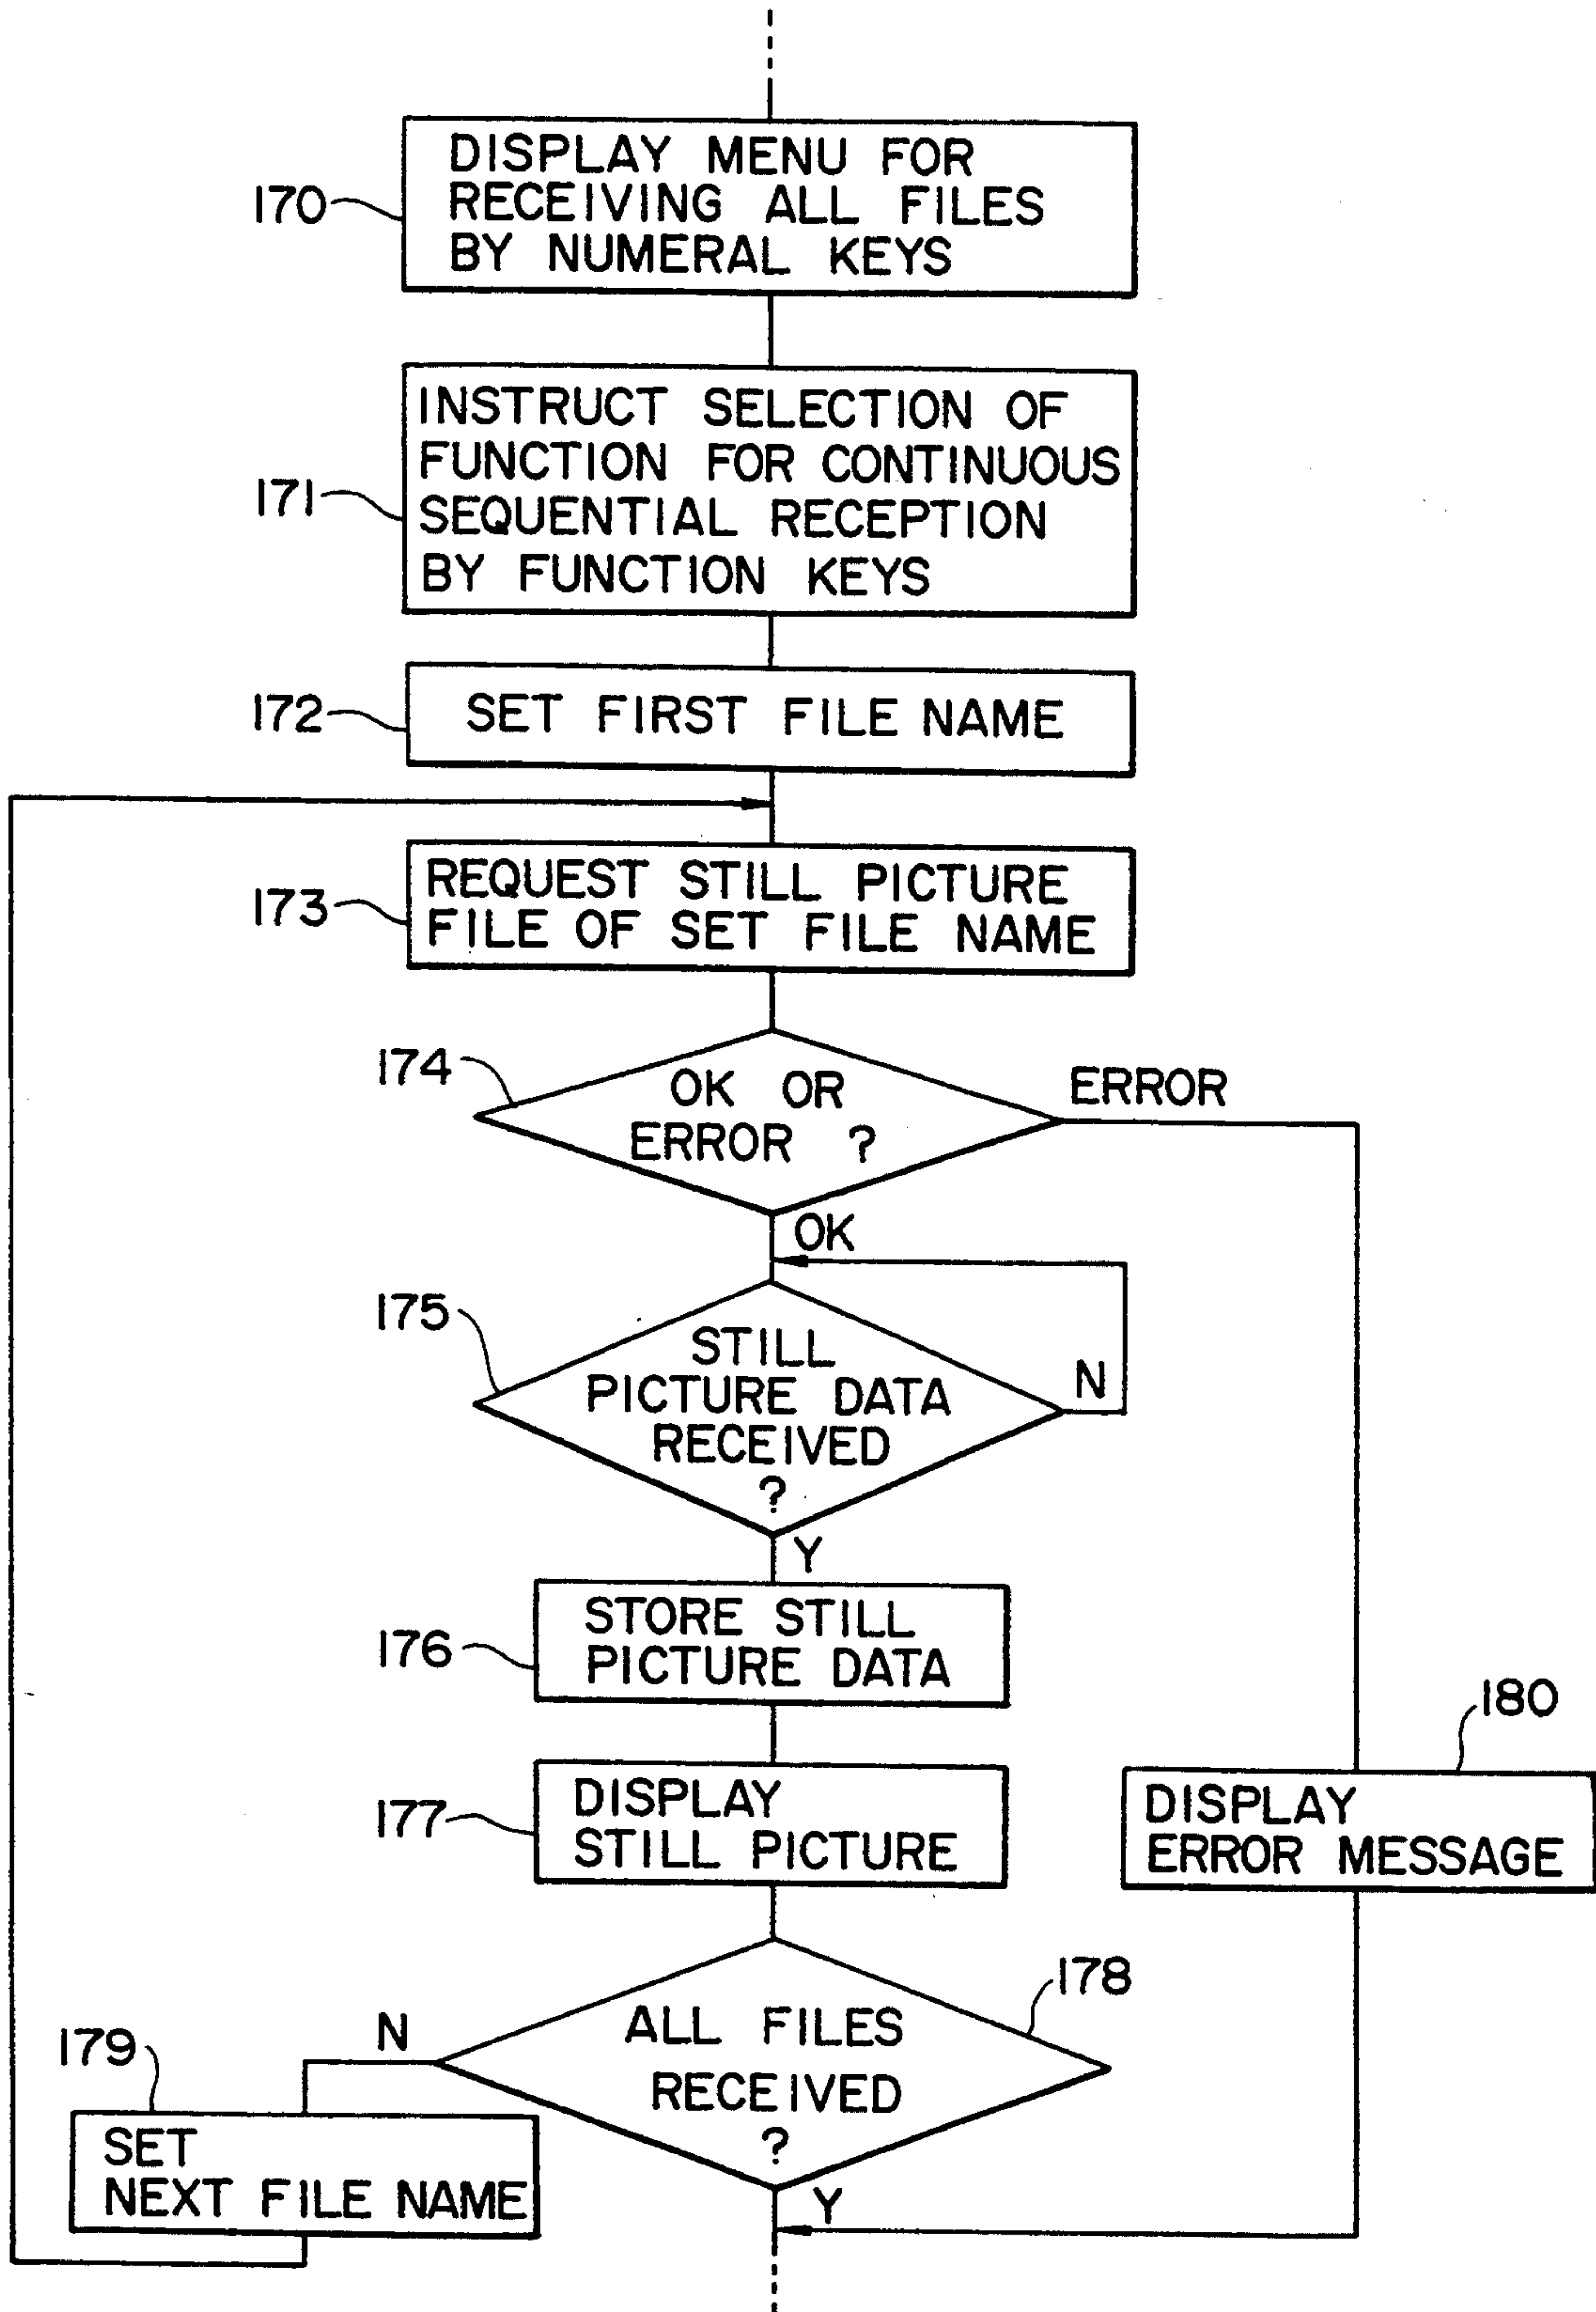 170
DISPLAY MENU FOR
RECEIVING ALL FILES
BY NUMERAL KEYS
171
INSTRUCT SELECTION OF
FUNCTION FOR CONTINUOUS
SEQUENTIAL RECEPTION
BY FUNCTION KEYS
172
SET FIRST FILE NAME
173
REQUEST STILL PICTURE
FILE OF SET FILE NAME
174
OK OR
ERROR ?
ERROR
OK
175
STILL
PICTURE DATA
RECEIVED
?
N
Y
176
STORE STILL
PICTURE DATA
177
DISPLAY
STILL PICTURE
180
DISPLAY
ERROR MESSAGE
178
ALL FILES
RECEIVED
?
N
Y
179
SET
NEXT FILE NAME